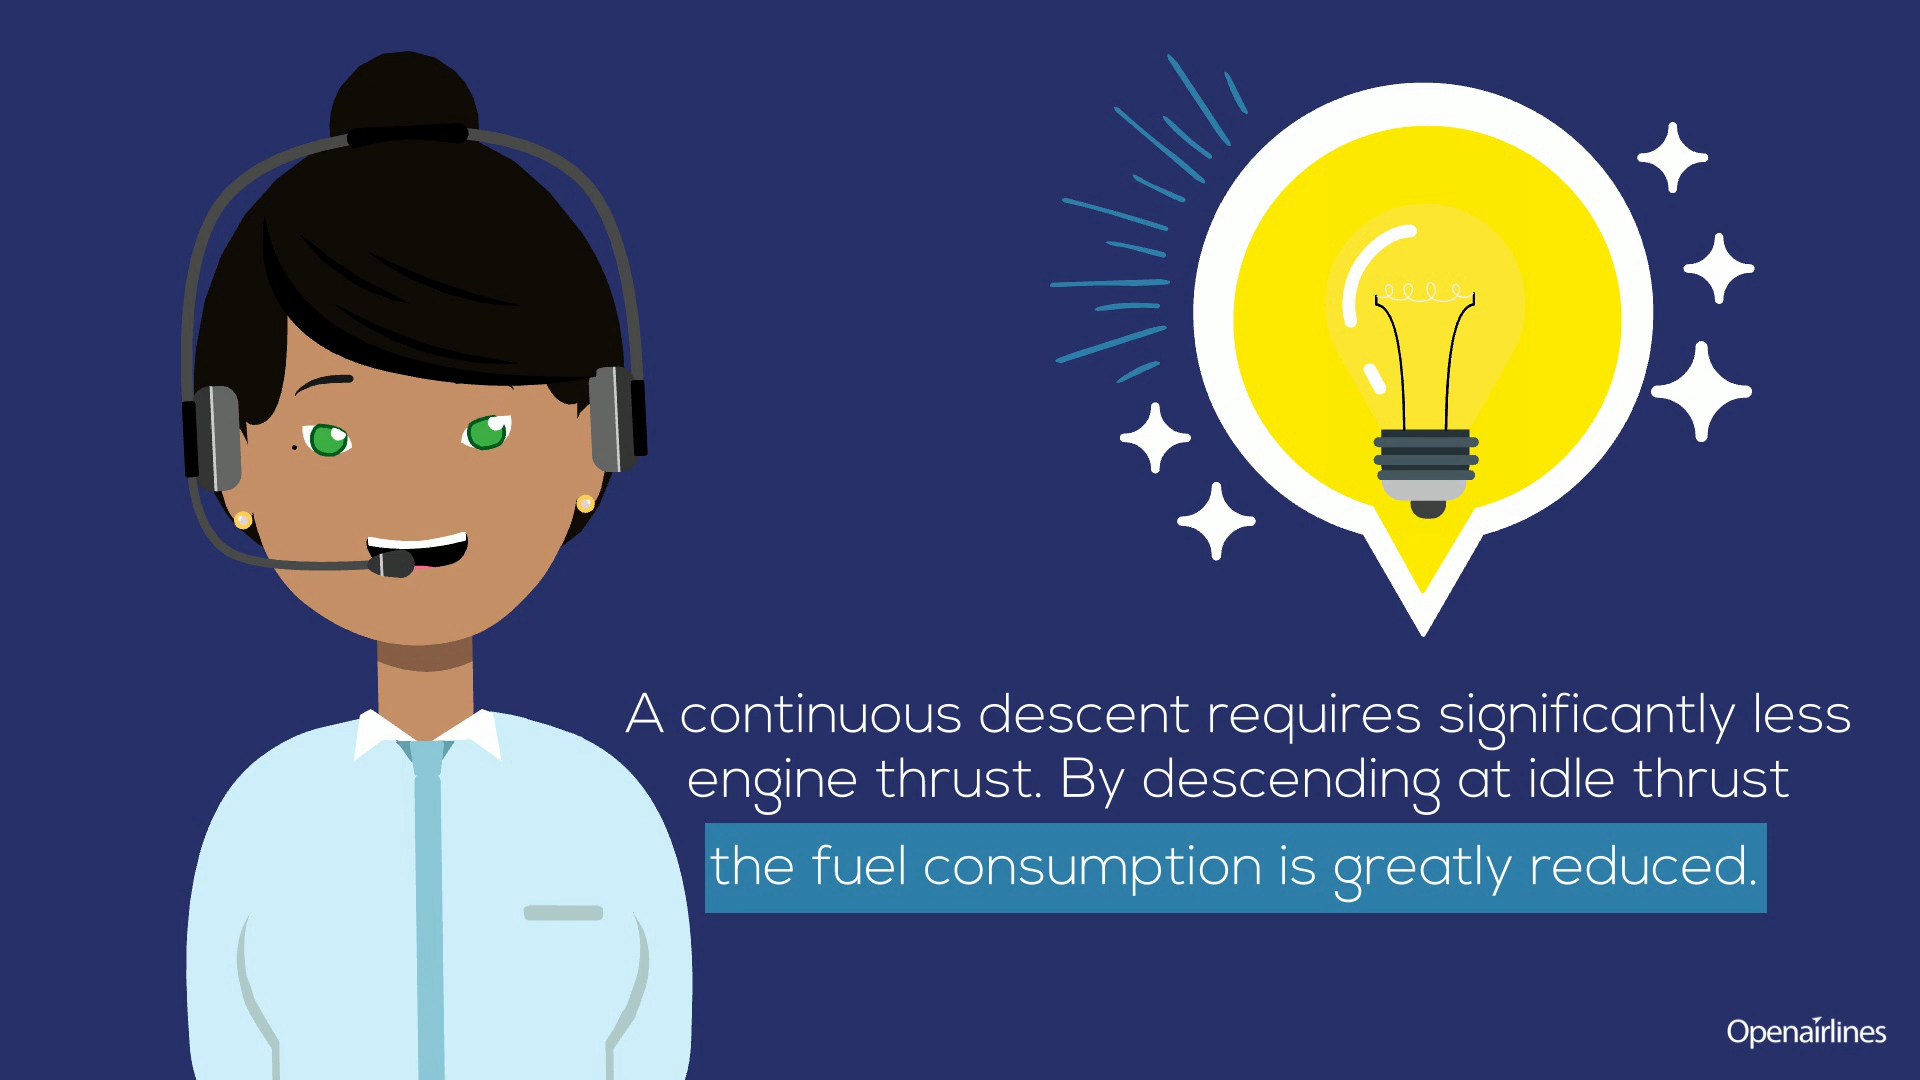 A continuous descent requires significantly less
engine thrust. By descending at idle thrust
the fuel consumption is greatly reduced.
Openairlines